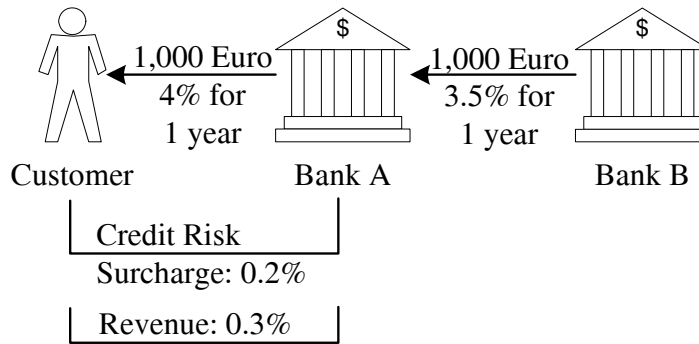 $
$
1,000 Euro
1,000 Euro
4% for
3.5% for
1 year
1 year
Customer
Bank A
Bank B
Credit Risk
Surcharge: 0.2%
Revenue: 0.3%